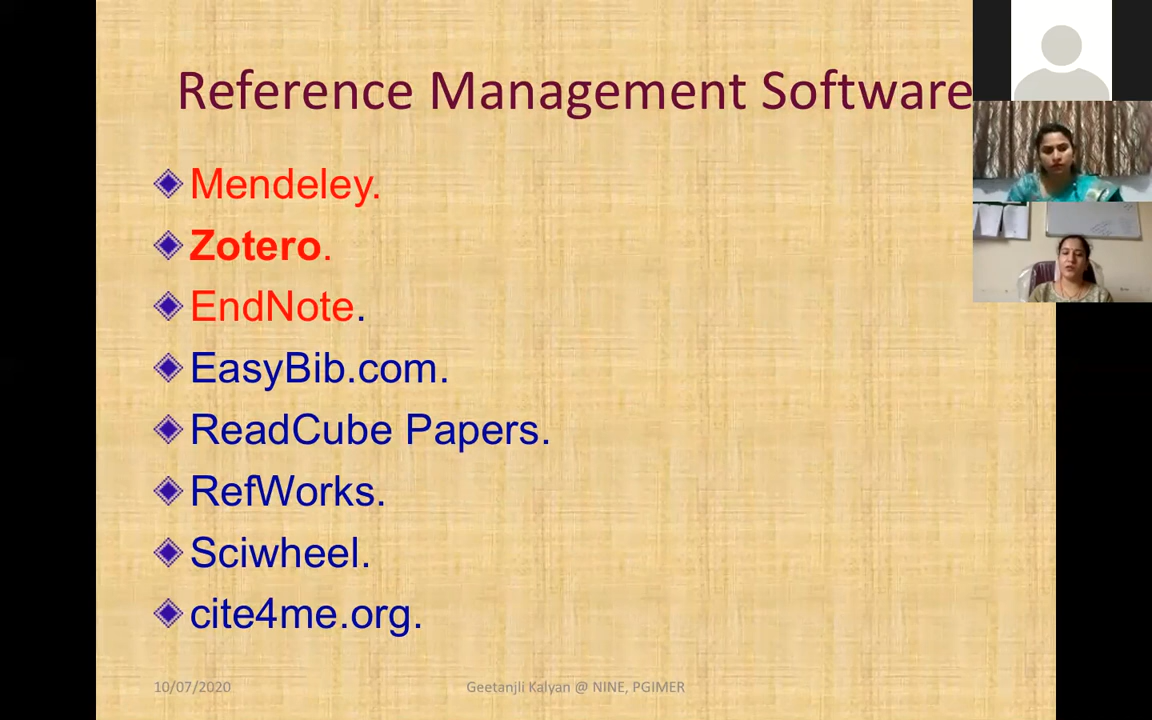 Reference Management Software
Mendeley.
Zotero.
EndNote.
EasyBib.com.
ReadCube Papers.
RefWorks.
Sciwheel.
cite4me.org.
10/07/2020
Geetanjli Kalyan @ NINE, PGIMER